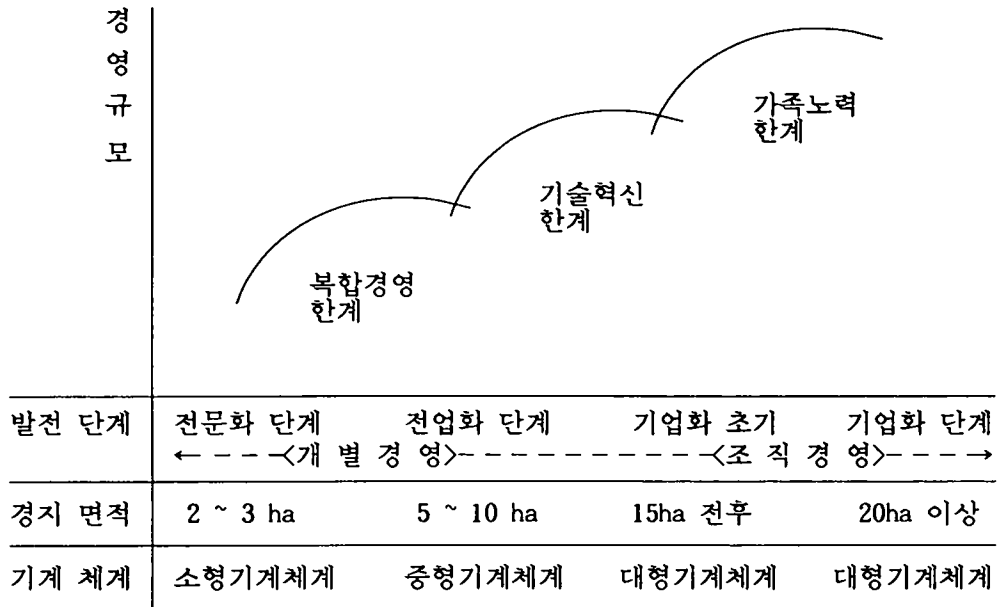 경
영
규
모
가족노력
한계
기술혁신
한계
복합경영
한계
발전 단계 전문화 단계 전업화 단계 기업화 초기 기업화 단계
←---<개 별 경 영>----------<조 직 경 영>----→
경지 면적 2 ~ 3 ha 5 ~ 10 ha 15ha 전후 20ha 이상
기계 체계 소형기계체계 중형기계체계 대형기계체계 대형기계체계